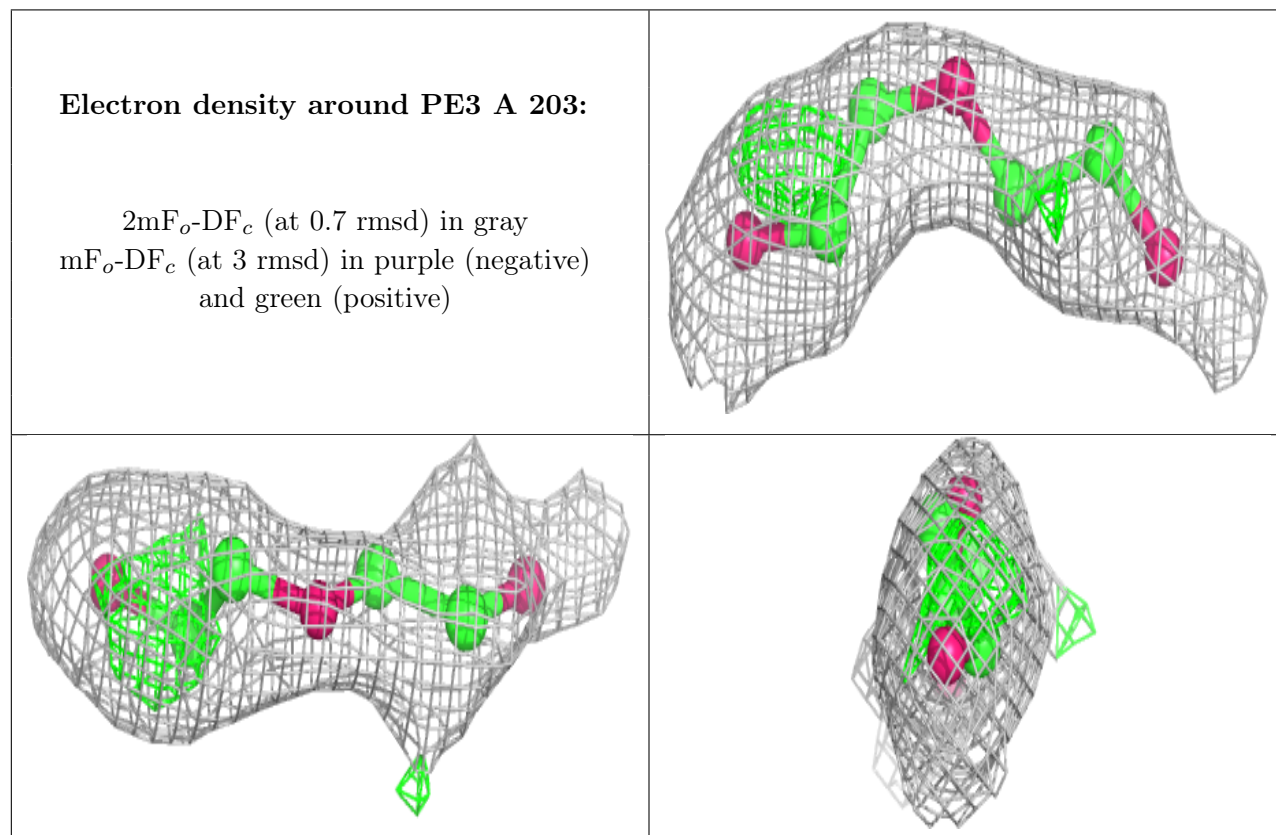 Electron density around PE3 A 203:
2mFo-DFc (at 0.7 rmsd) in gray
mFo-DFc (at 3 rmsd) in purple (negative)
and green (positive)